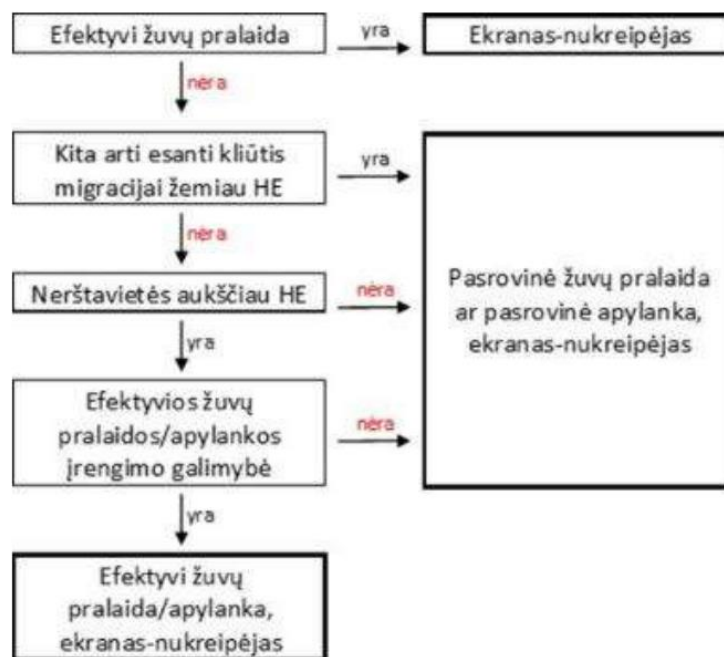 Efektyvi žuvų pralaida
yra
Ekranas-nukreipėjas
nėra
Kita arti esanti kliūtis
migracijai žemiau HE
yra
nėra
Nerštavietės aukščiau HE
nėra
yra
Efektyvios žuvų
pralaidos/apylankos
įrengimo galimybė
nėra
Pasrovinė žuvų pralaida
ar pasrovinė apylanka,
ekranas-nukreipėjas
yra
Efektyvi žuvų
pralaida/apylanka,
ekranas-nukreipėjas